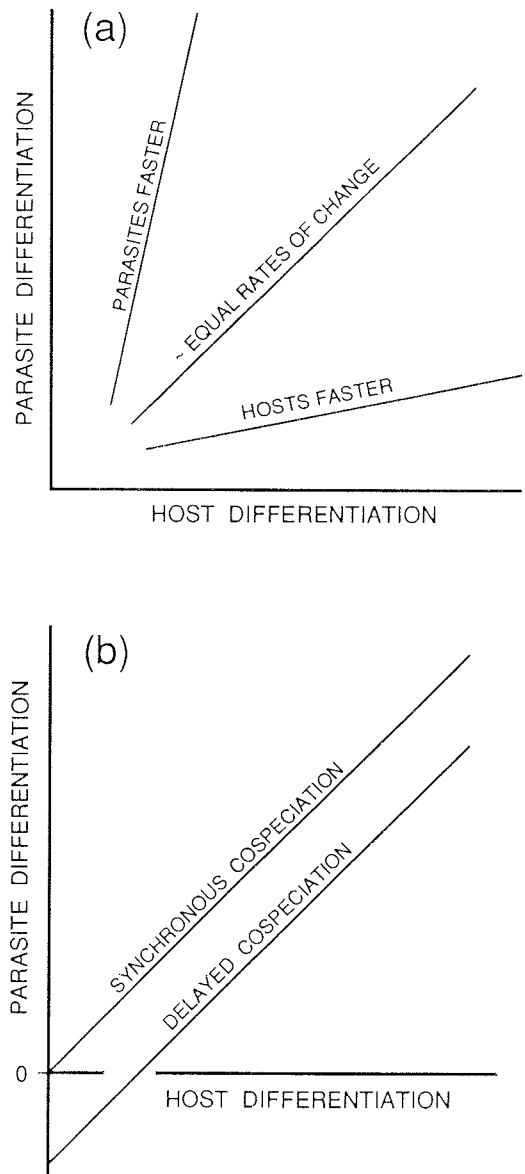 (a)
PARASITE DIFFERENTIATION
PARASITES FASTER
~ EQUAL RATES OF CHANGE
HOSTS FASTER
HOST DIFFERENTIATION
(b)
PARASITE DIFFERENTIATION
SYNCHRONOUS COSPECIATION
DELAYED COSPECIATION
0
HOST DIFFERENTIATION